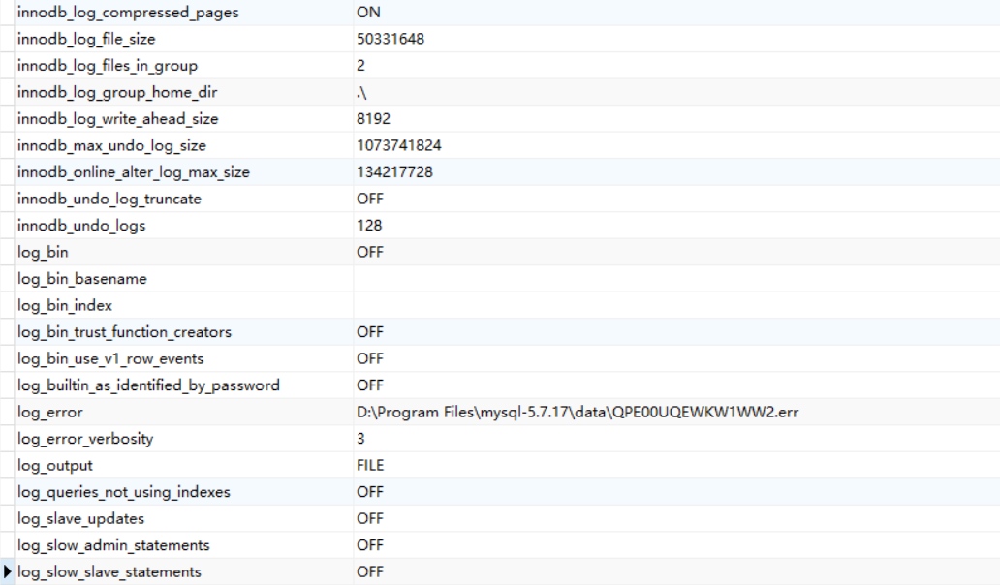 innodb_log_compressed_pages ON
innodb_log_file_size 50331648
innodb_log_files_in_group 2
innodb_log_group_home_dir .\
innodb_log_write_ahead_size 8192
innodb_max_undo_log_size 1073741824
innodb_online_alter_log_max_size 134217728
innodb_undo_log_truncate OFF
innodb_undo_logs 128
log_bin OFF
log_bin_basename
log_bin_index
log_bin_trust_function_creators OFF
log_bin_use_v1_row_events OFF
log_builtin_as_identified_by_password OFF
log_error D:\Program Files\mysql-5.7.17\data\QPE00UQEWKW1WW2.err
log_error_verbosity 3
log_output FILE
log_queries_not_using_indexes OFF
log_slave_updates OFF
log_slow_admin_statements OFF
log_slow_slave_statements OFF